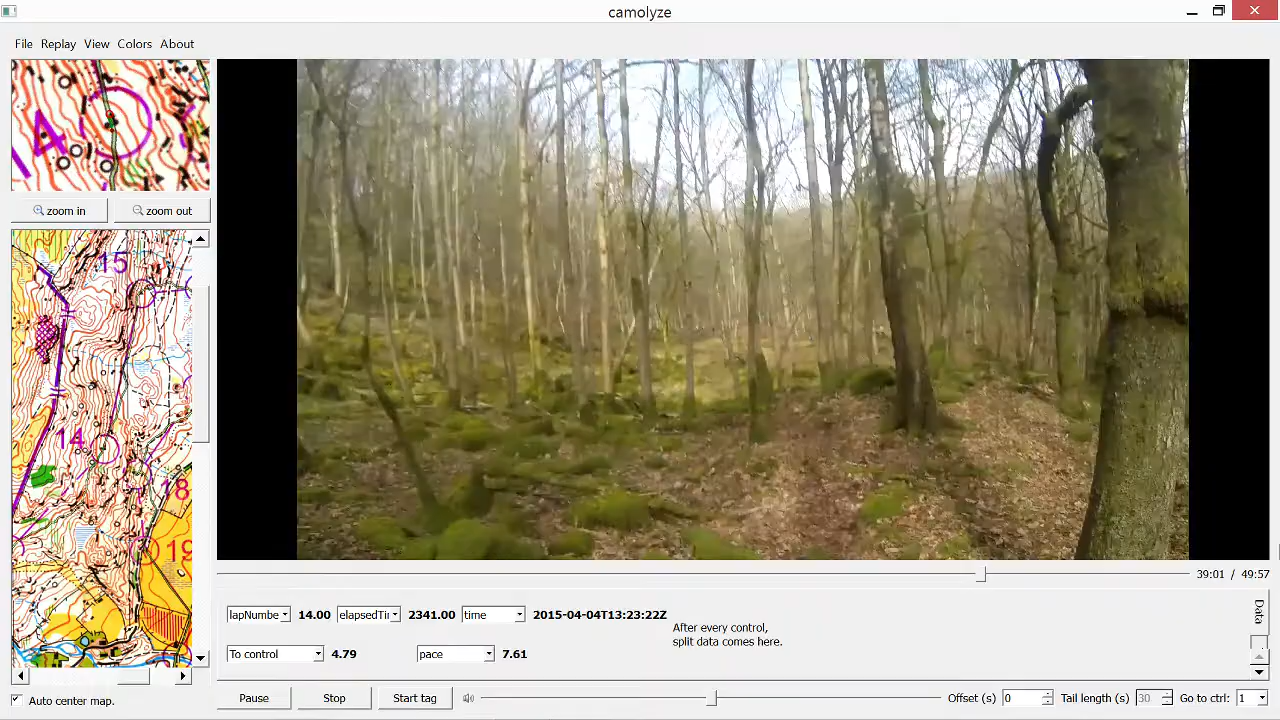 camolyze
File Replay View Colors About
4
zoom in zoom out
15
14
18
19
39:01 / 49:57
lapNumbe 14.00 elapsedTii 2341.00 time 2015-04-04T13:23:22Z
After every control,
split data comes here.
Data
To control 4.79 pace 7.61
Auto center map.
Pause Stop Start tag Offset (s) 0 Tail length (s) 30 Go to ctrl: 1